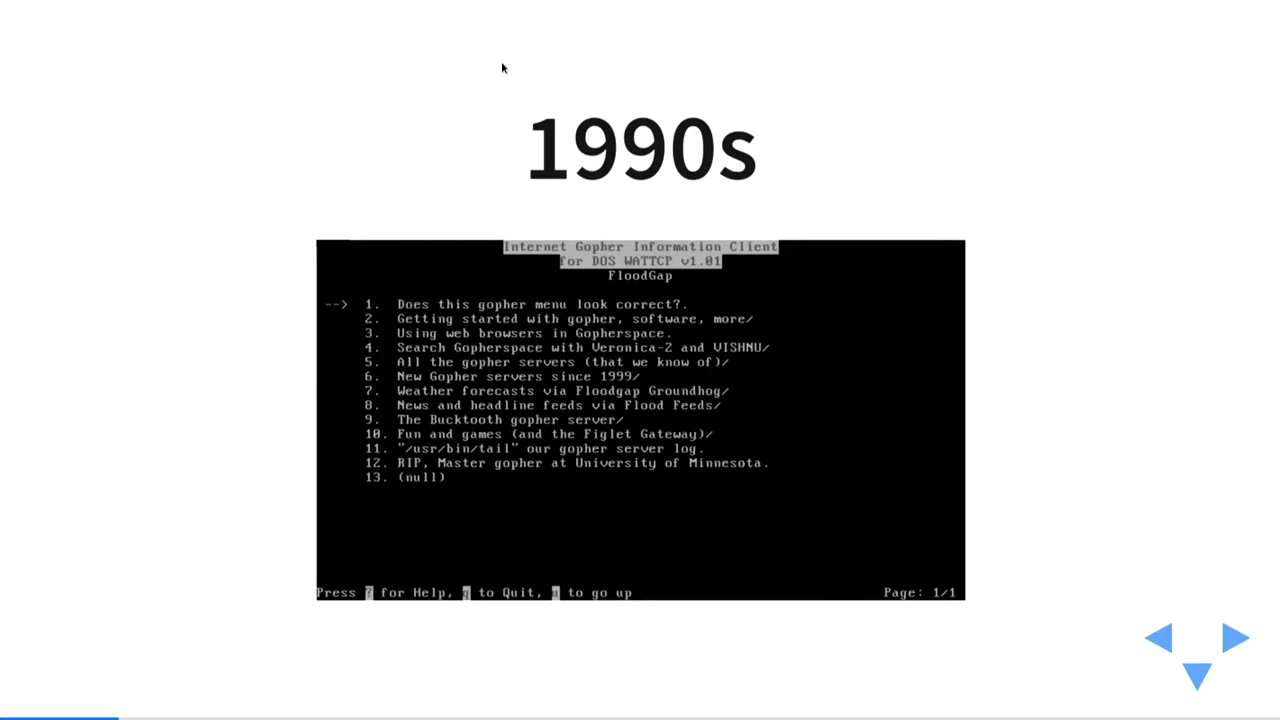 1990s
Internet Gopher Information Client
for DOS WATTCP v1.01
FloodGap
--> 1. Does this gopher menu look correct?.
2. Getting started with gopher, software, more/
3. Using web browsers in Gopherspace.
4. Search Gopherspace with Veronica-2 and VISHNU/
5. All the gopher servers (that we know of)/
6. New Gopher servers since 1999/
7. Weather forecasts via Floodgap Groundhog/
8. News and headline feeds via Flood Feeds/
9. The Bucktooth gopher server/
10. Fun and games (and the Figlet Gateway)/
11. "/usr/bin/tail" our gopher server log.
12. RIP, Master gopher at University of Minnesota.
13. (null)
Press ? for Help, q to Quit, u to go up Page: 1/1